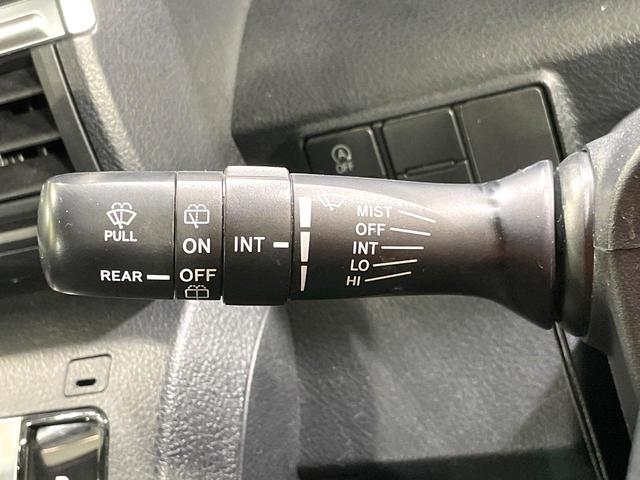 PULL
REAR
ON
OFF
INT
MIST
OFF
INT
LO
HI
A
OFF